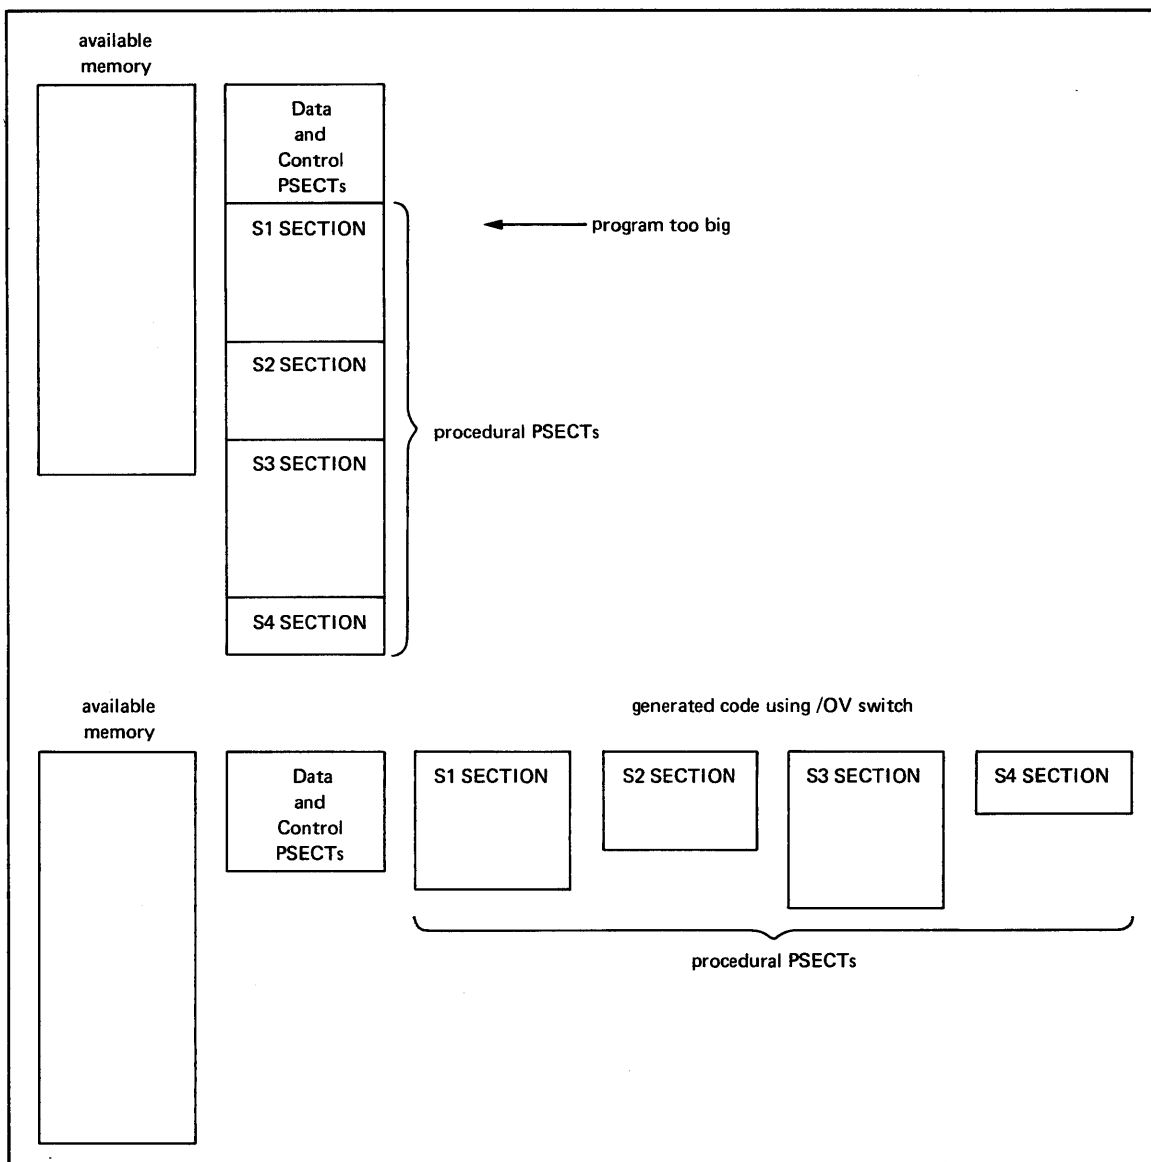 available
memory
Data
and
Control
PSECTs
S1 SECTION
program too big
S2 SECTION
procedural PSECTs
S3 SECTION
S4 SECTION
available
memory
generated code using /OV switch
Data
and
Control
PSECTs
S1 SECTION
S2 SECTION
S3 SECTION
S4 SECTION
procedural PSECTs